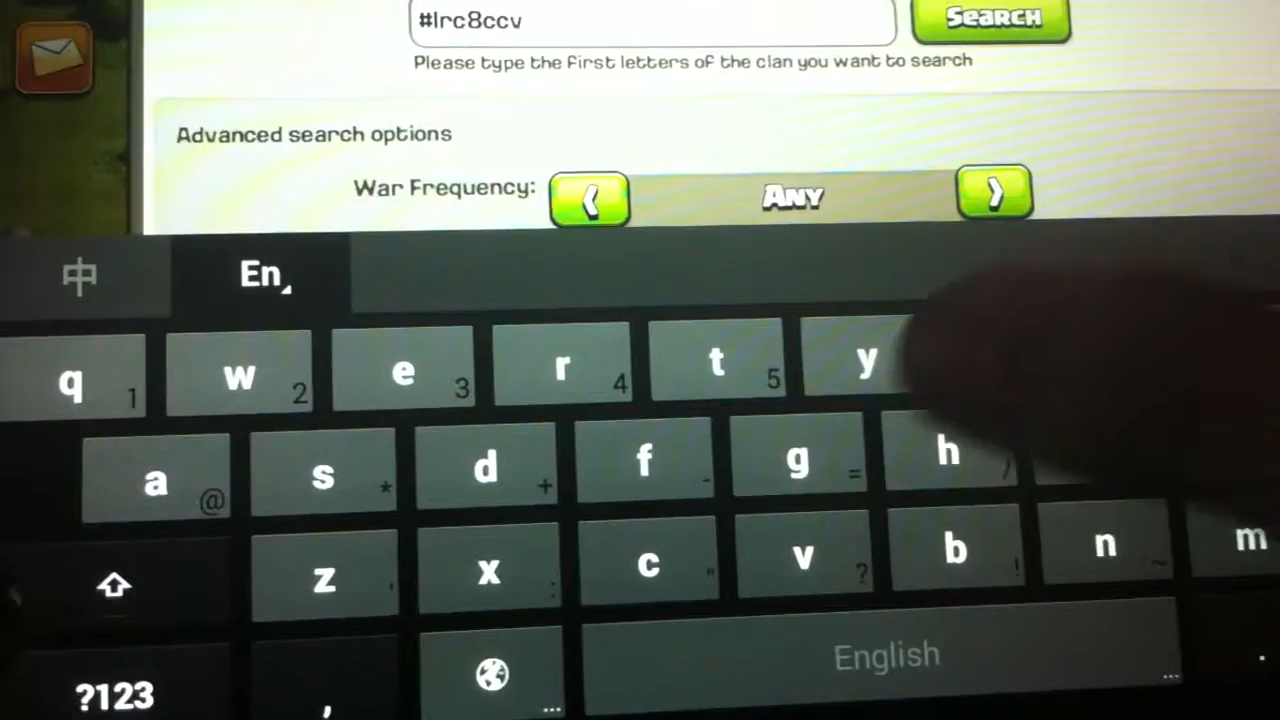 #lrc8ccv
Search
Please type the first letters of the clan you want to search
Advanced search options
War Frequency:
Any
中 En
q 1 w 2 e 3 r 4 t 5 y
a @ s * d + f - g = h /
z ' x : c " v ? b ! n ~ m
?123 , ... English ... .